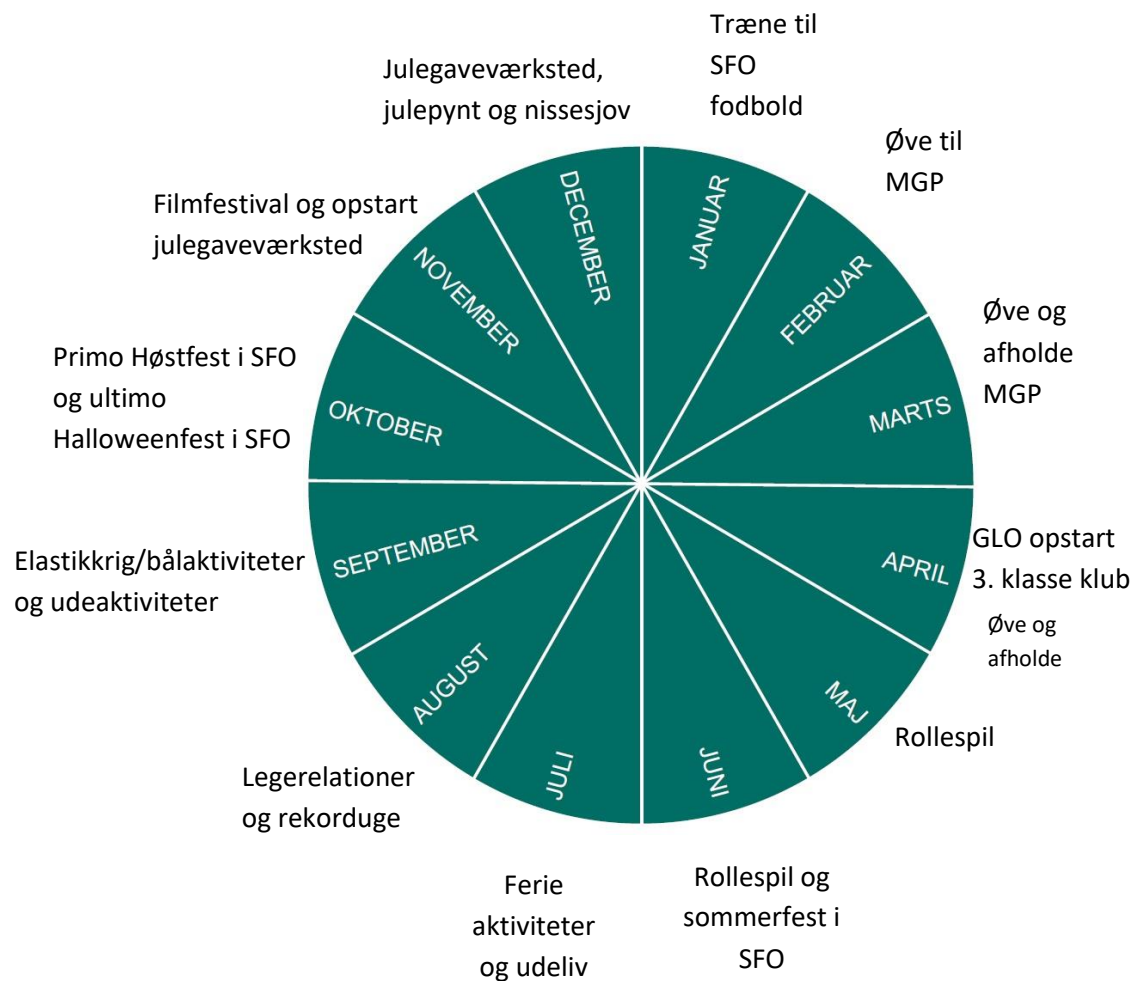 Træne til
SFO
fodbold
Julegaveværksted,
julepynt og nissesjov
Øve til
MGP
Filmfestival og opstart
julegaveværksted
Øve og
afholde
MGP
Primo Høstfest i SFO
og ultimo
Halloweenfest i SFO
GLO opstart
3. klasse klub
Øve og
afholde
Elastikkrig/bålaktiviteter
og udeaktiviteter
Rollespil
Legerelationer
og rekorduge
Rollespil og
sommerfest i
SFO
Ferie
aktiviteter
og udeliv
JANUAR
FEBRUAR
MARTS
APRIL
MAJ
JUNI
JULI
AUGUST
SEPTEMBER
OKTOBER
NOVEMBER
DECEMBER